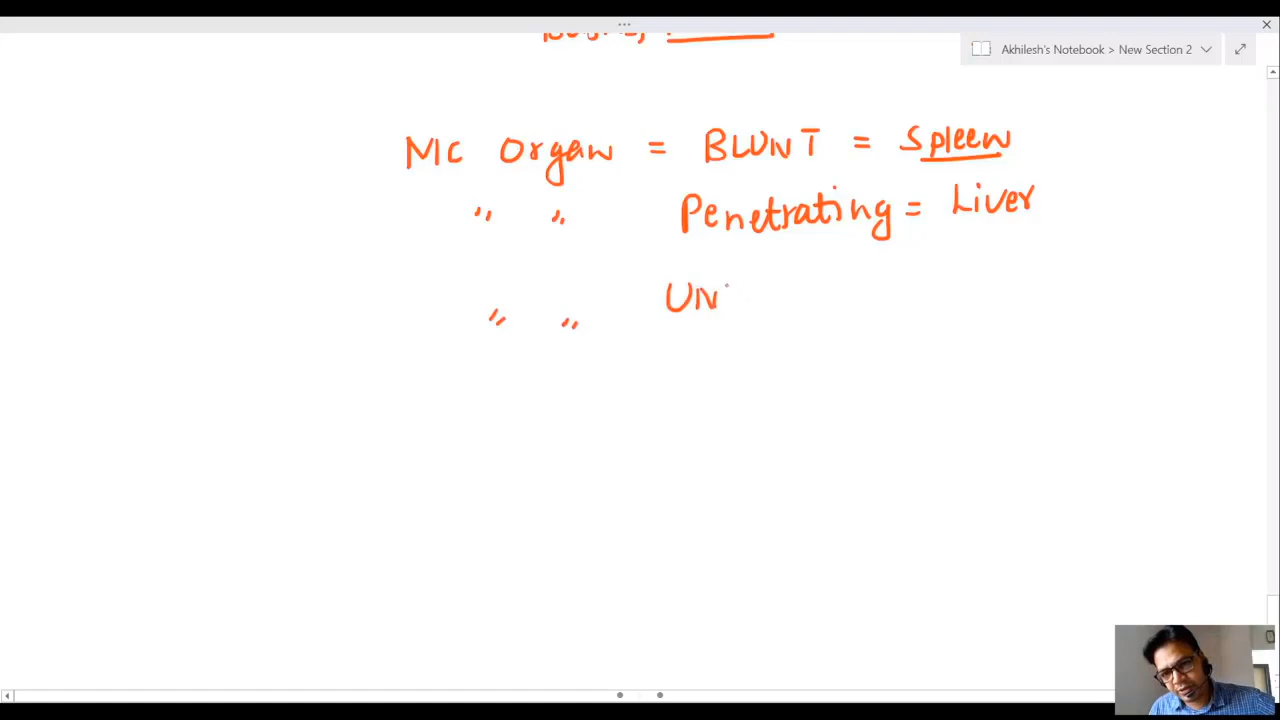 Akhilesh's Notebook > New Section 2
MC Organ = BLUNT = Spleen
" " Penetrating = Liver
" " UN